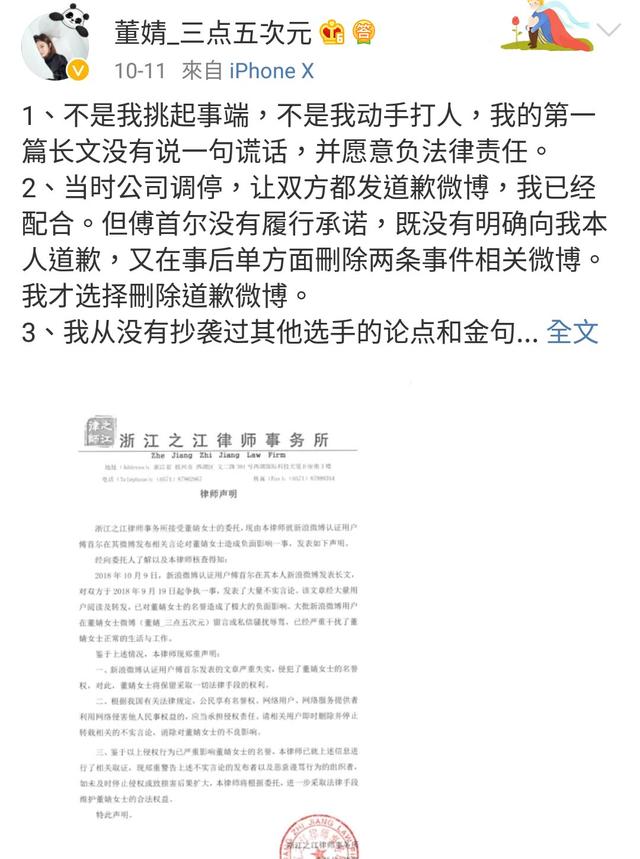 董婧_三点五次元
10-11 來自 iPhone X
1、不是我挑起事端，不是我动手打人，我的第一
篇长文没有说一句谎话，并愿意负法律责任。
2、当时公司调停，让双方都发道歉微博，我已经
配合。但傅首尔没有履行承诺，既没有明确向我本
人道歉，又在事后单方面删除两条事件相关微博。
我才选择删除道歉微博。
3、我从没有抄袭过其他选手的论点和金句... 全文
浙江之江律师事务所
Zhe Jiang Zhi Jiang Law Firm
律师声明
浙江之江律师事务所接受董婧女士的委托，现由本律师就新浪微博认证用户
傅首尔在其微博发布相关言论对董婧女士造成负面影响一事，发表如下声明。
经向委托人了解以及本律师核查得知：
2018 年 10 月 9 日，新浪微博认证用户傅首尔在其本人新浪微博发表长文，
对双方于 2018 年 9 月 19 日起争执一事，发表了大量不实言论。该文章经大量用
户阅读及转发，已对董婧女士的名誉造成了极大的负面影响。大批新浪微博用户
在董婧女士微博（董婧_三点五次元）留言或私信骚扰辱骂，已经严重干扰了董
婧女士正常的生活与工作。
鉴于上述情况，本律师现郑重声明：
一、新浪微博认证用户傅首尔发表的文章严重失实，侵犯了董婧女士的名誉
权。对此，董婧女士将保留采取一切法律手段的权利。
二、根据我国有关法律规定，公民享有名誉权、网络用户、网络服务提供者
利用网络侵害他人民事权益的，应当承担侵权责任。请相关用户即时删除并停止
转载相关的不实言论，消除对董婧女士的不良影响。
三、鉴于以上侵权行为已严重影响董婧女士的名誉，本律师已就上述信息进
行了相关取证，现郑重警告上述不实言论的发布者以及恶意谩骂行为的组织者，
如未及时停止侵权或致损害后果扩大，本律师将根据委托，进一步采取法律手段
维护董婧女士的合法权益。
特此声明。
浙江之江律师事务所